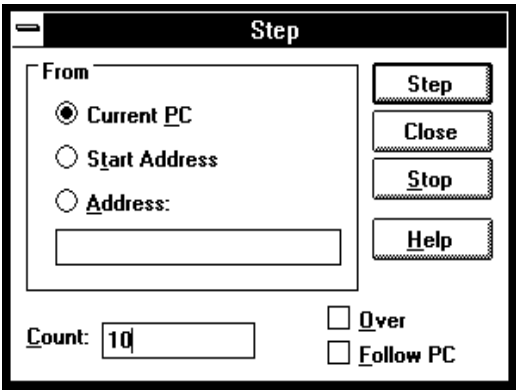 Step
From
Current PC
Start Address
Address:
Step
Close
Stop
Help
Count: 10
Over
Follow PC